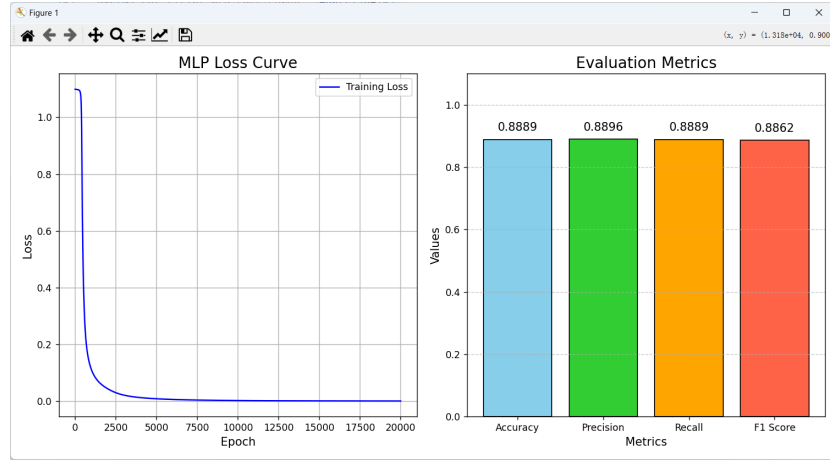 Figure 1
(x, y) = (1.318e+04, 0.900
MLP Loss Curve
Training Loss
1.0
0.8
0.6
0.4
0.2
0.0
Loss
0 2500 5000 7500 10000 12500 15000 17500 20000
Epoch
Evaluation Metrics
1.0
0.8
0.6
0.4
0.2
0.0
Values
0.8889 0.8896 0.8889 0.8862
Accuracy Precision Recall F1 Score
Metrics